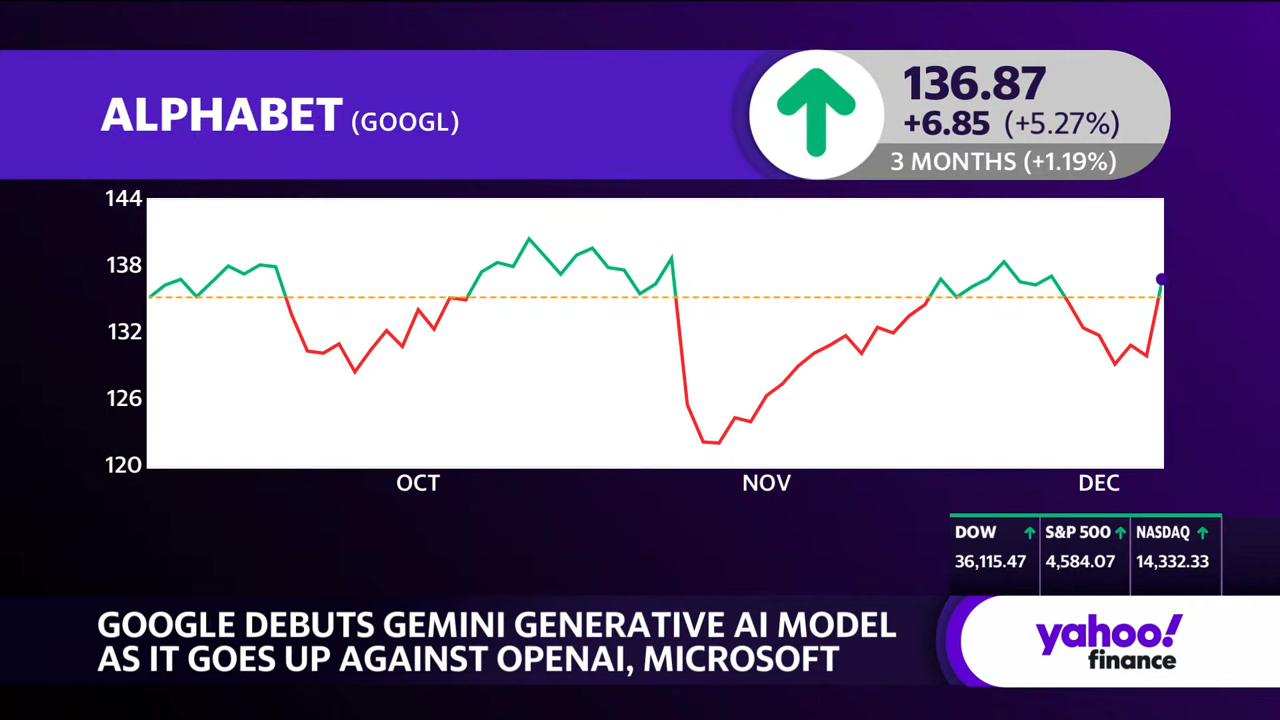 ALPHABET (GOOGL)
136.87
+6.85 (+5.27%)
3 MONTHS (+1.19%)
144
138
132
126
120
OCT NOV DEC
DOW S&P 500 NASDAQ
36,115.47 4,584.07 14,332.33
GOOGLE DEBUTS GEMINI GENERATIVE AI MODEL
AS IT GOES UP AGAINST OPENAI, MICROSOFT
yahoo!
finance